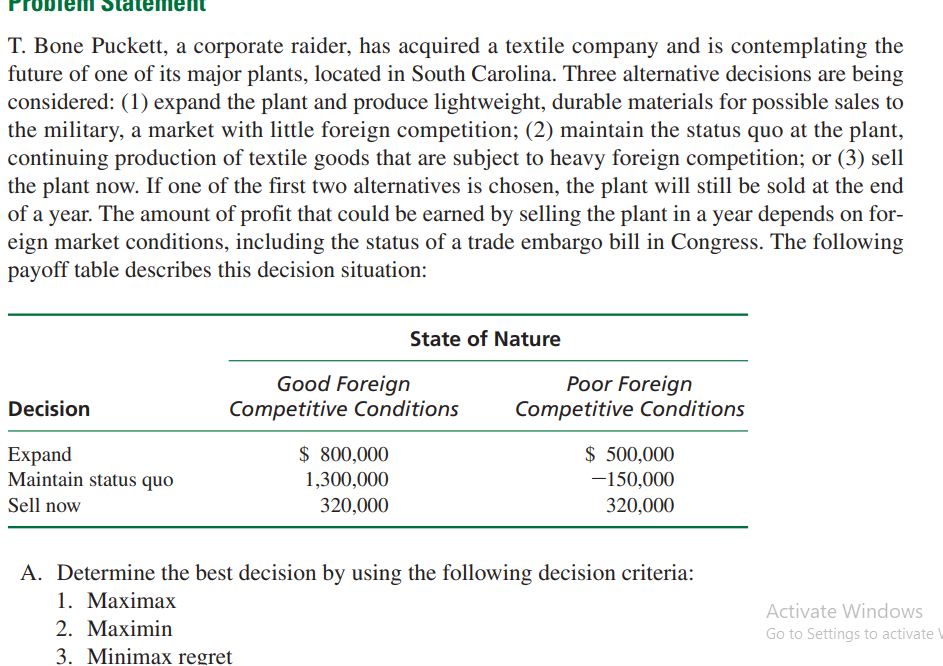 Problem Statement
T. Bone Puckett, a corporate raider, has acquired a textile company and is contemplating the
future of one of its major plants, located in South Carolina. Three alternative decisions are being
considered: (1) expand the plant and produce lightweight, durable materials for possible sales to
the military, a market with little foreign competition; (2) maintain the status quo at the plant,
continuing production of textile goods that are subject to heavy foreign competition; or (3) sell
the plant now. If one of the first two alternatives is chosen, the plant will still be sold at the end
of a year. The amount of profit that could be earned by selling the plant in a year depends on for-
eign market conditions, including the status of a trade embargo bill in Congress. The following
payoff table describes this decision situation:
State of Nature
Good Foreign Poor Foreign
Decision Competitive Conditions Competitive Conditions
Expand $ 800,000 $ 500,000
Maintain status quo 1,300,000 −150,000
Sell now 320,000 320,000
A. Determine the best decision by using the following decision criteria:
1. Maximax
2. Maximin
3. Minimax regret
Activate Windows
Go to Settings to activate